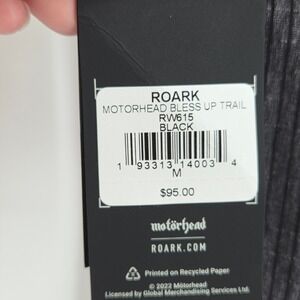 ROARK
MOTORHEAD BLESS UP TRAIL
RW615
BLACK
1 93313 14003 4
M
$95.00
motörhead
ROARK.COM
Printed on Recycled Paper
© 2022 Motörhead
Licensed by Global Merchandising Services Ltd.